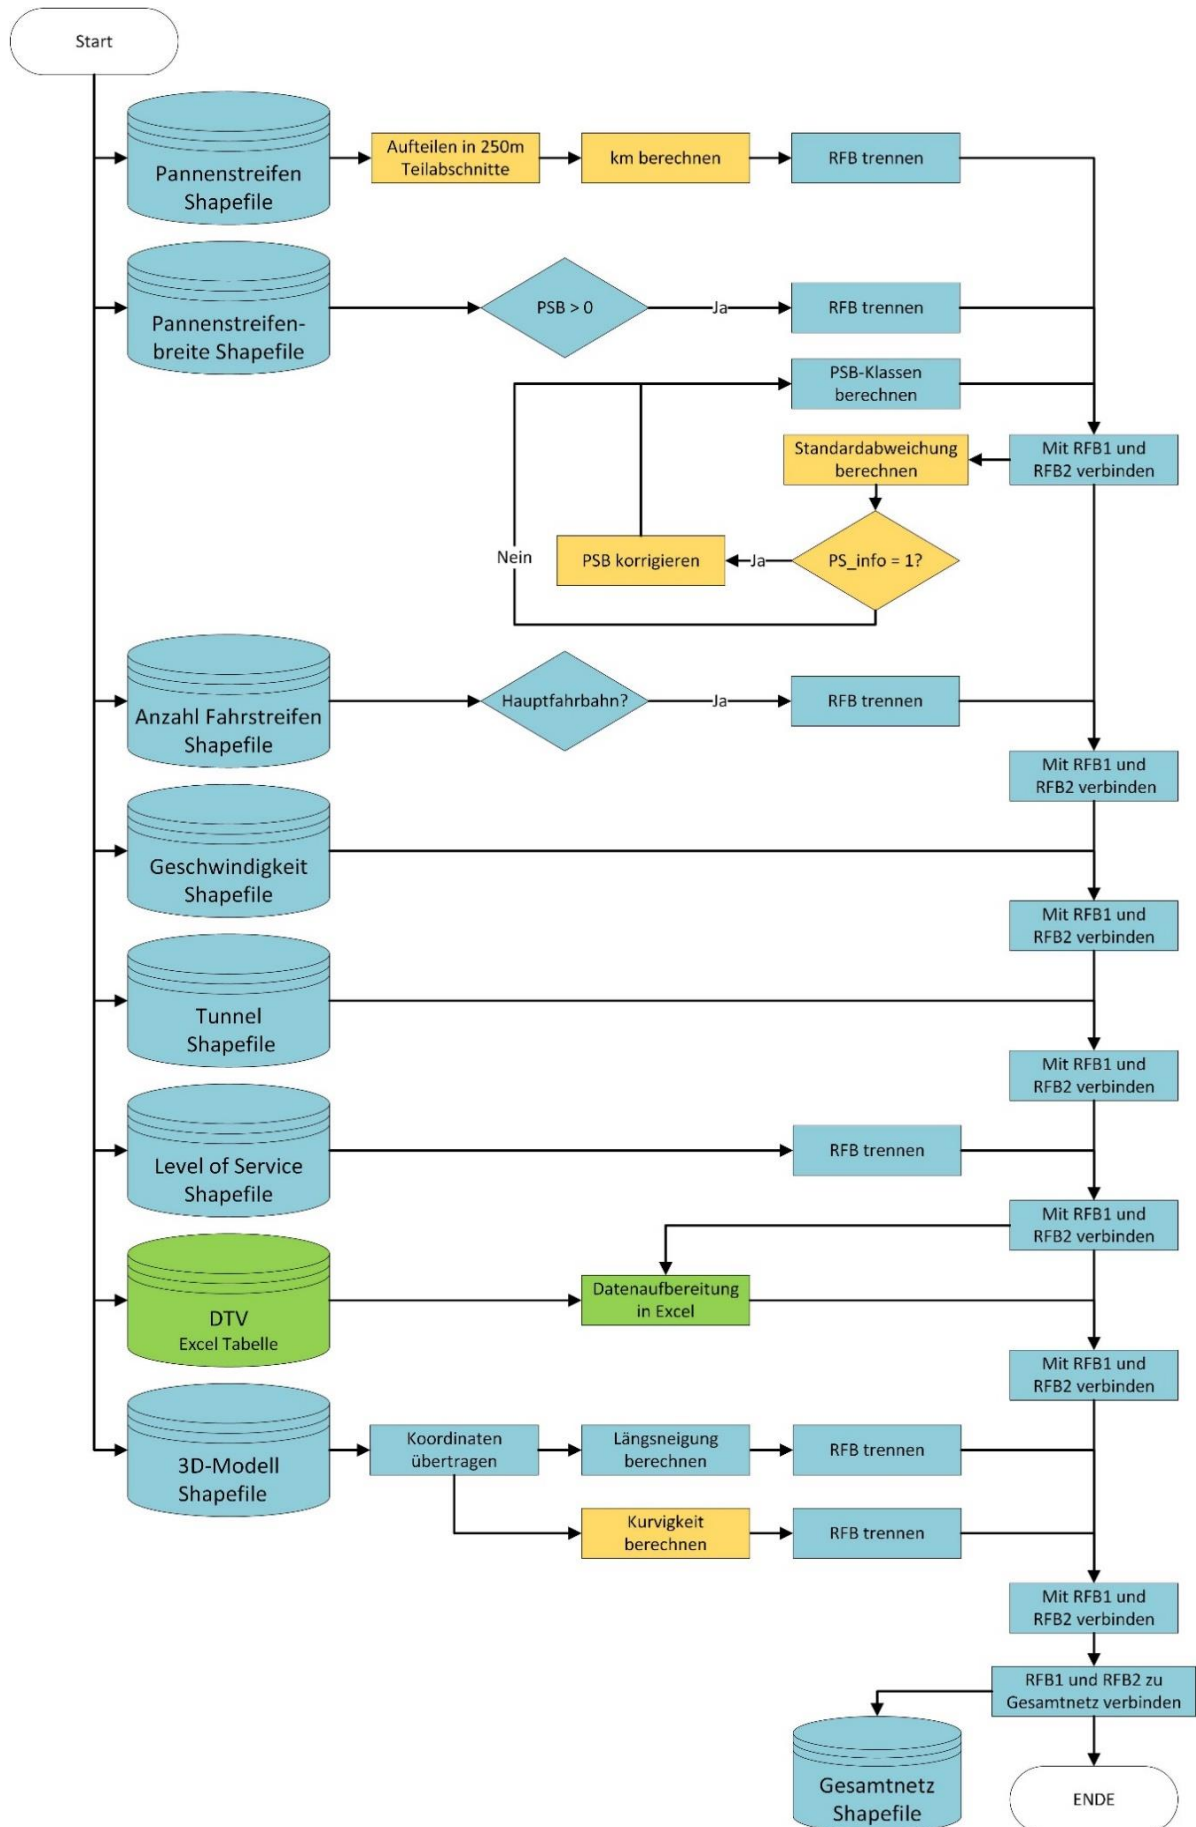 Start
Pannenstreifen
Shapefile
Aufteilen in 250m
Teilabschnitte
km berechnen
RFB trennen
Pannenstreifen-
breite Shapefile
PSB > 0
Ja
RFB trennen
PSB-Klassen
berechnen
Mit RFB1 und
RFB2 verbinden
Standardabweichung
berechnen
PS_info = 1?
Ja
PSB korrigieren
Nein
Anzahl Fahrstreifen
Shapefile
Hauptfahrbahn?
Ja
RFB trennen
Mit RFB1 und
RFB2 verbinden
Geschwindigkeit
Shapefile
Mit RFB1 und
RFB2 verbinden
Tunnel
Shapefile
Mit RFB1 und
RFB2 verbinden
Level of Service
Shapefile
RFB trennen
Mit RFB1 und
RFB2 verbinden
DTV
Excel Tabelle
Datenaufbereitung
in Excel
Mit RFB1 und
RFB2 verbinden
3D-Modell
Shapefile
Koordinaten
übertragen
Längsneigung
berechnen
RFB trennen
Kurvigkeit
berechnen
RFB trennen
Mit RFB1 und
RFB2 verbinden
RFB1 und RFB2 zu
Gesamtnetz verbinden
Gesamtnetz
Shapefile
ENDE